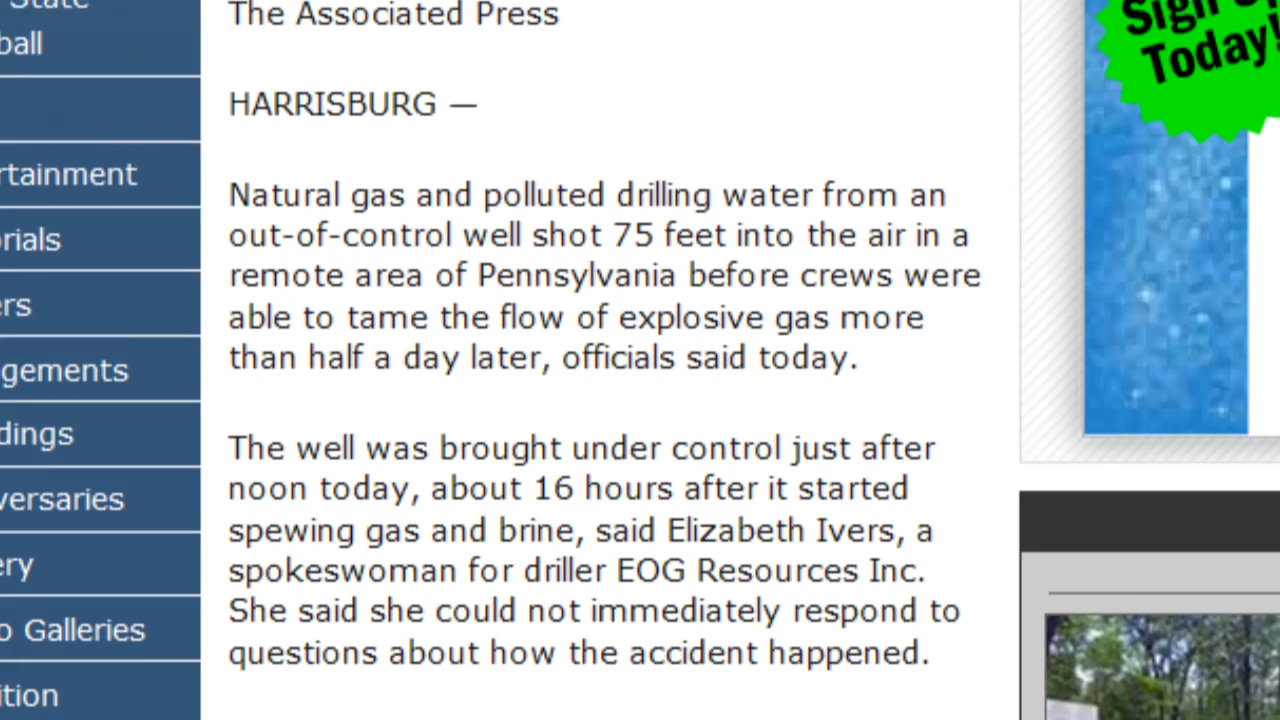 State
ball
rtainment
rials
ers
gements
dings
versaries
ery
o Galleries
ition
The Associated Press
HARRISBURG —
Natural gas and polluted drilling water from an
out-of-control well shot 75 feet into the air in a
remote area of Pennsylvania before crews were
able to tame the flow of explosive gas more
than half a day later, officials said today.
The well was brought under control just after
noon today, about 16 hours after it started
spewing gas and brine, said Elizabeth Ivers, a
spokeswoman for driller EOG Resources Inc.
She said she could not immediately respond to
questions about how the accident happened.
Sign
Today!